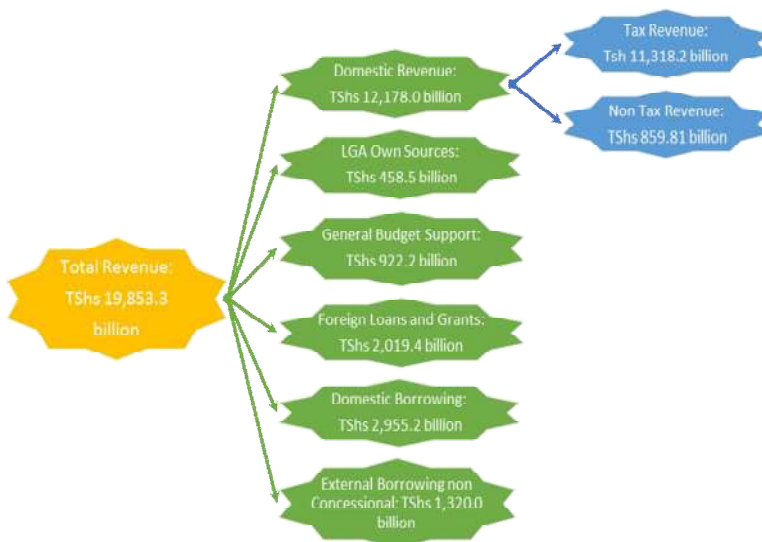 Total Revenue:
TShs 19,853.3
billion
Domestic Revenue:
TShs 12,178.0 billion
LGA Own Sources:
TShs 458.5 billion
General Budget Support:
TShs 922.2 billion
Foreign Loans and Grants:
TShs 2,019.4 billion
Domestic Borrowing:
TShs 2,955.2 billion
External Borrowing non
Concessional: TShs 1,320.0
billion
Tax Revenue:
Tsh 11,318.2 billion
Non Tax Revenue:
TShs 859.81 billion